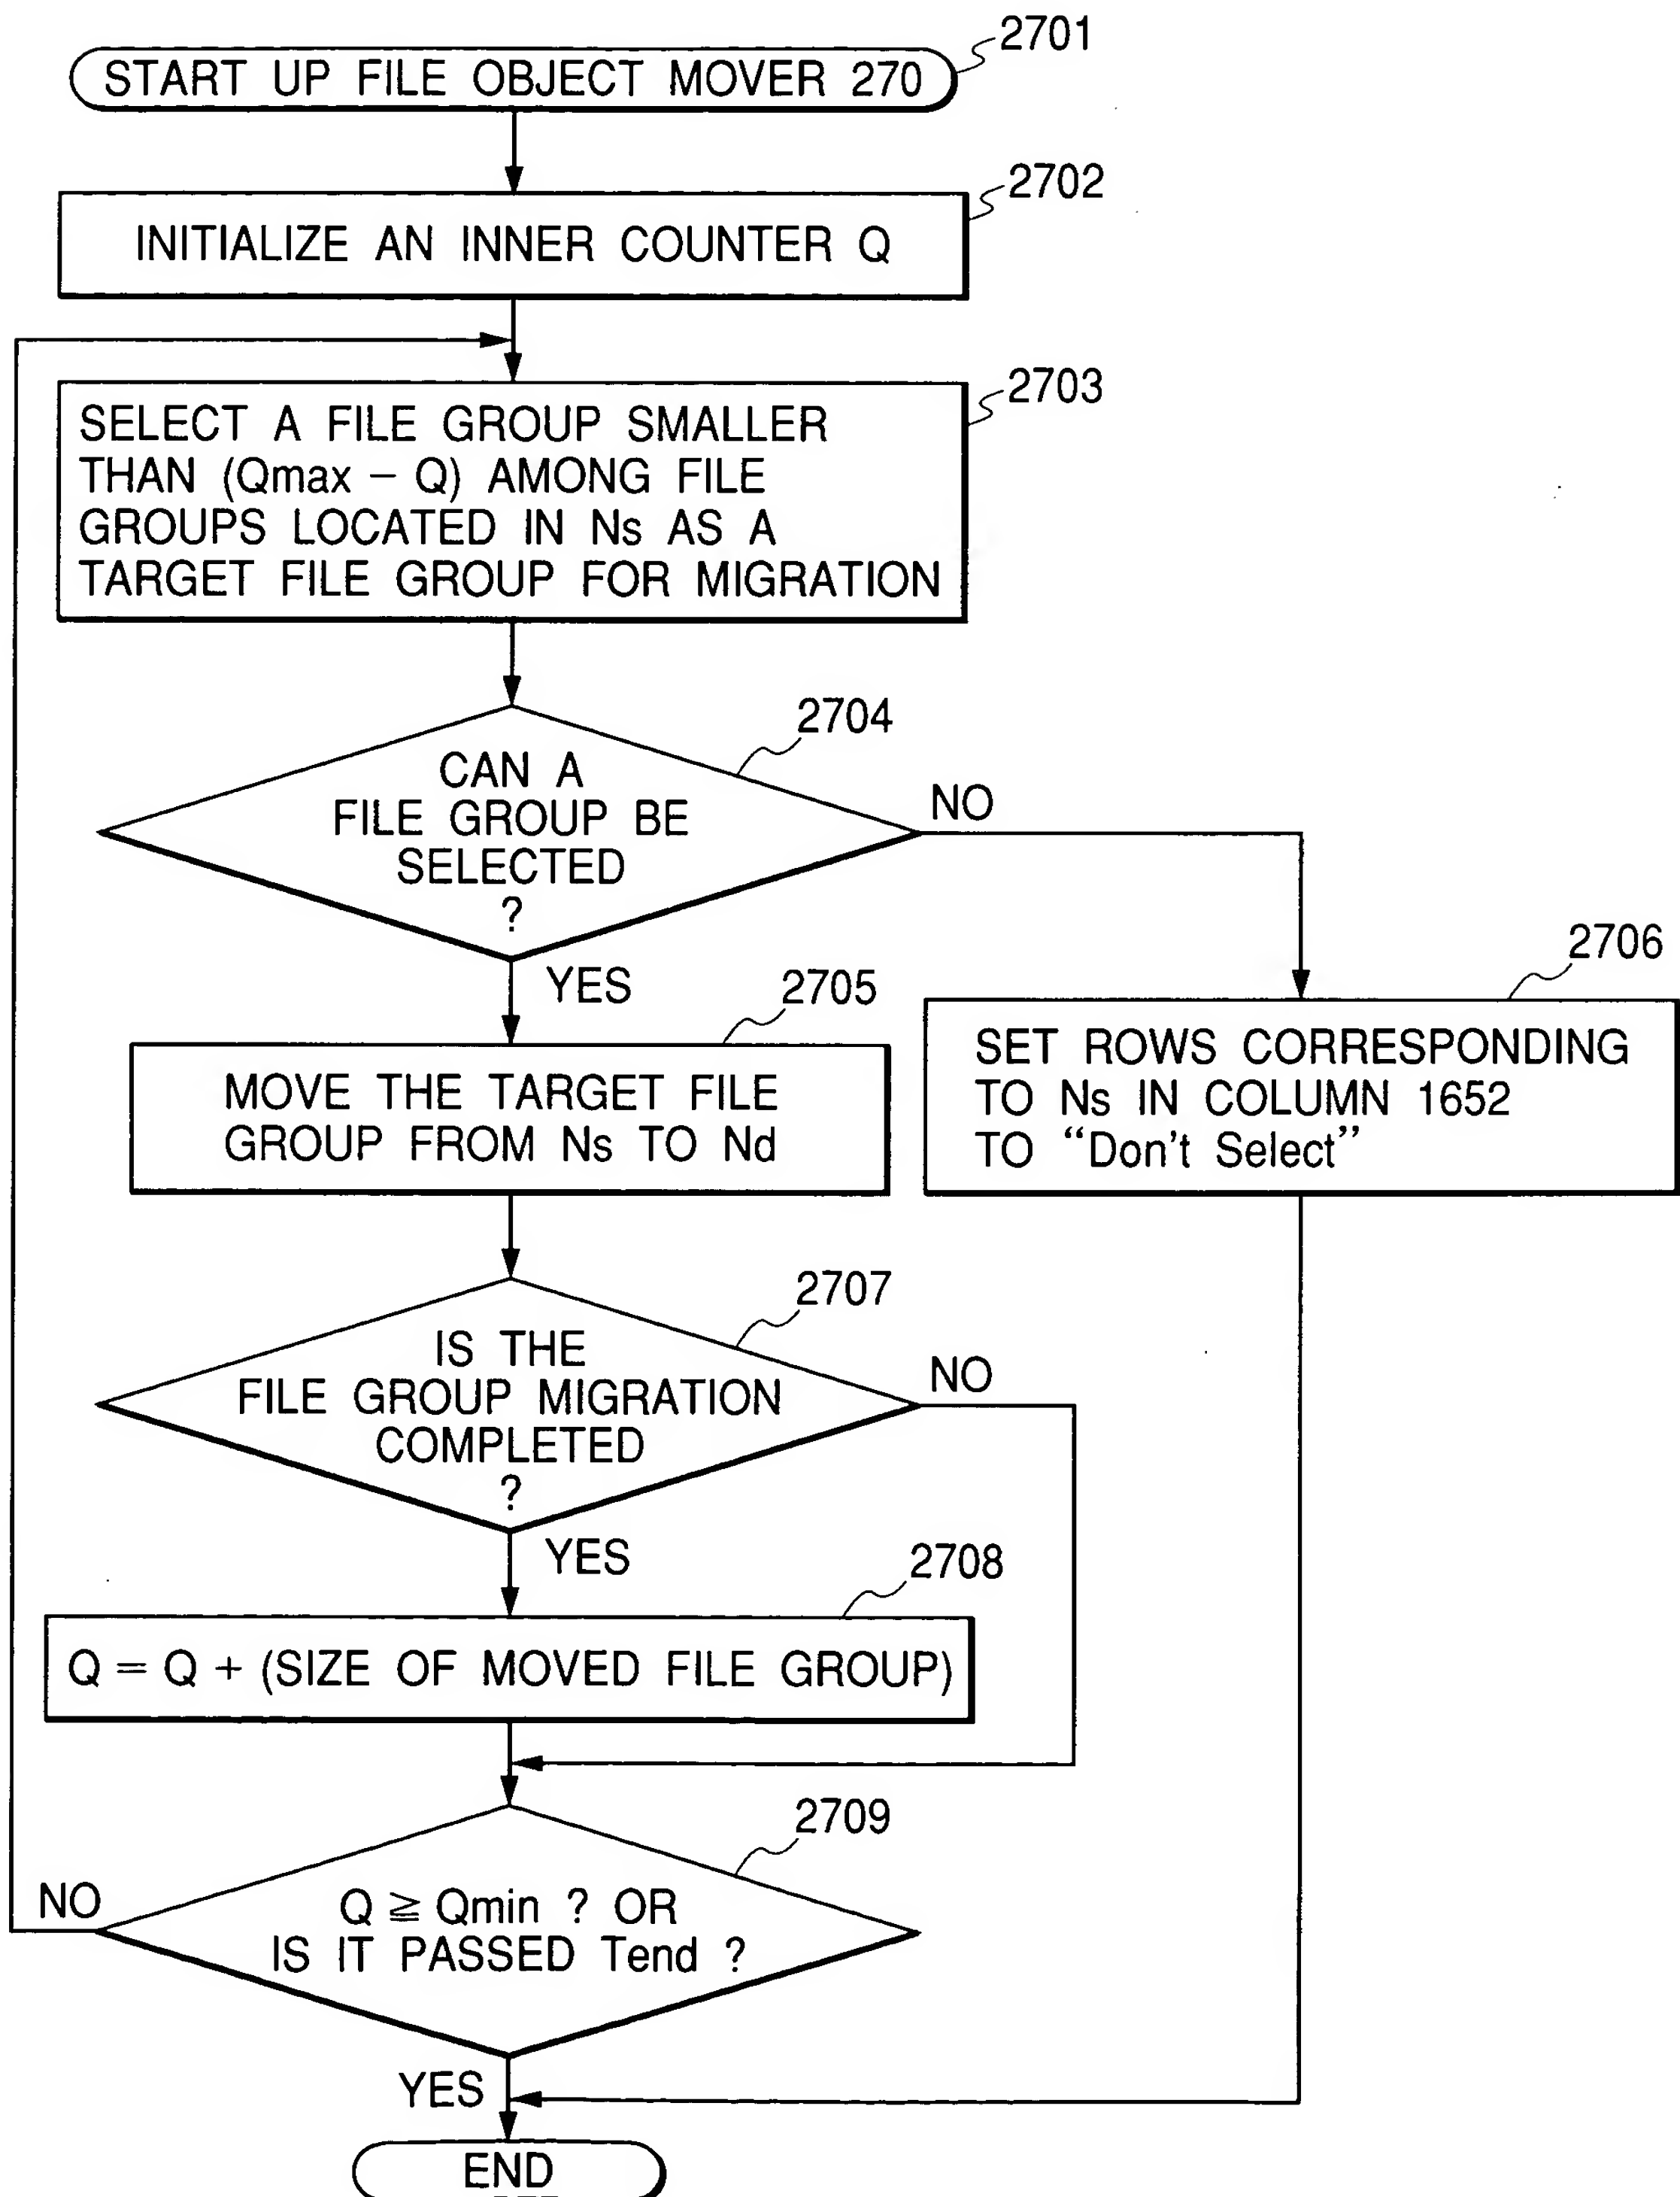 2701
START UP FILE OBJECT MOVER 270
2702
INITIALIZE AN INNER COUNTER Q
2703
SELECT A FILE GROUP SMALLER
THAN (Qmax – Q) AMONG FILE
GROUPS LOCATED IN Ns AS A
TARGET FILE GROUP FOR MIGRATION
2704
CAN A
FILE GROUP BE
SELECTED
?
NO
YES
2705
MOVE THE TARGET FILE
GROUP FROM Ns TO Nd
2706
SET ROWS CORRESPONDING
TO Ns IN COLUMN 1652
TO “Don't Select”
2707
IS THE
FILE GROUP MIGRATION
COMPLETED
?
NO
YES
2708
Q = Q + (SIZE OF MOVED FILE GROUP)
2709
Q ≧ Qmin ? OR
IS IT PASSED Tend ?
NO
YES
END